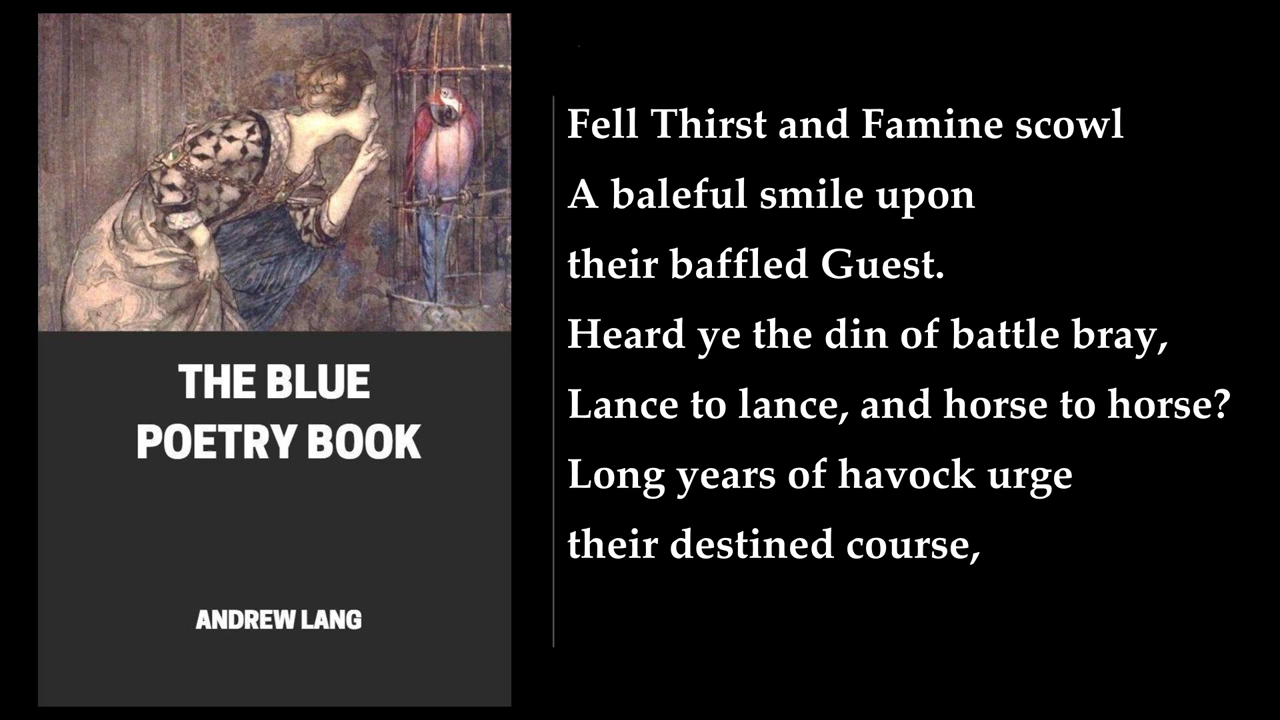 THE BLUE
POETRY BOOK
ANDREW LANG
Fell Thirst and Famine scowl
A baleful smile upon
their baffled Guest.
Heard ye the din of battle bray,
Lance to lance, and horse to horse?
Long years of havock urge
their destined course,